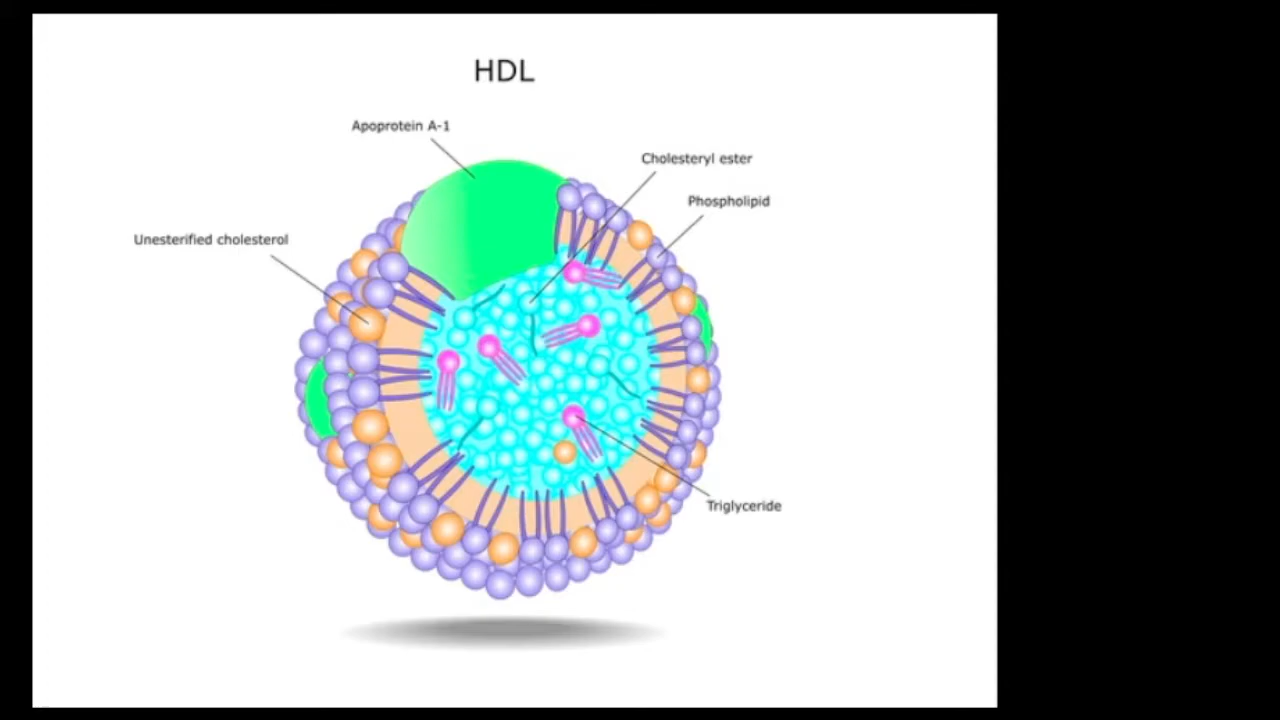 HDL
Apoprotein A-1
Cholesteryl ester
Phospholipid
Unesterified cholesterol
Triglyceride